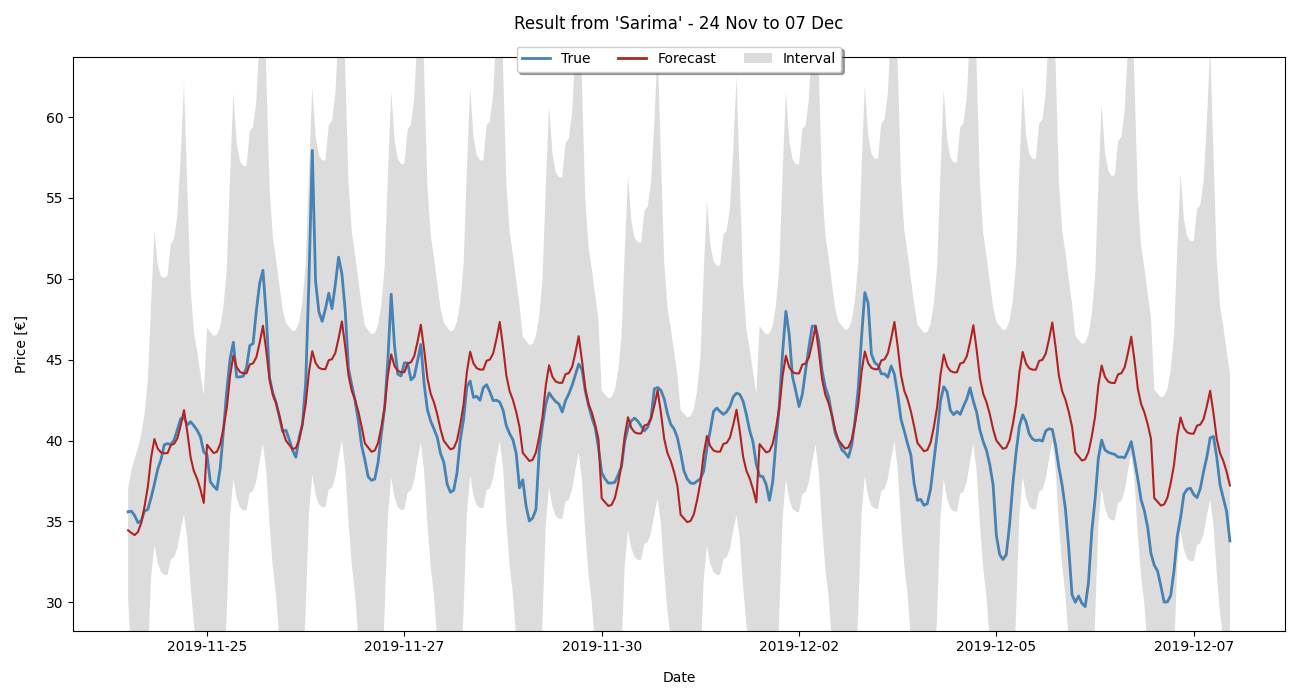 Result from 'Sarima' - 24 Nov to 07 Dec
True Forecast Interval
60
55
50
45
40
35
30
Price [€]
2019-11-25 2019-11-27 2019-11-30 2019-12-02 2019-12-05 2019-12-07
Date